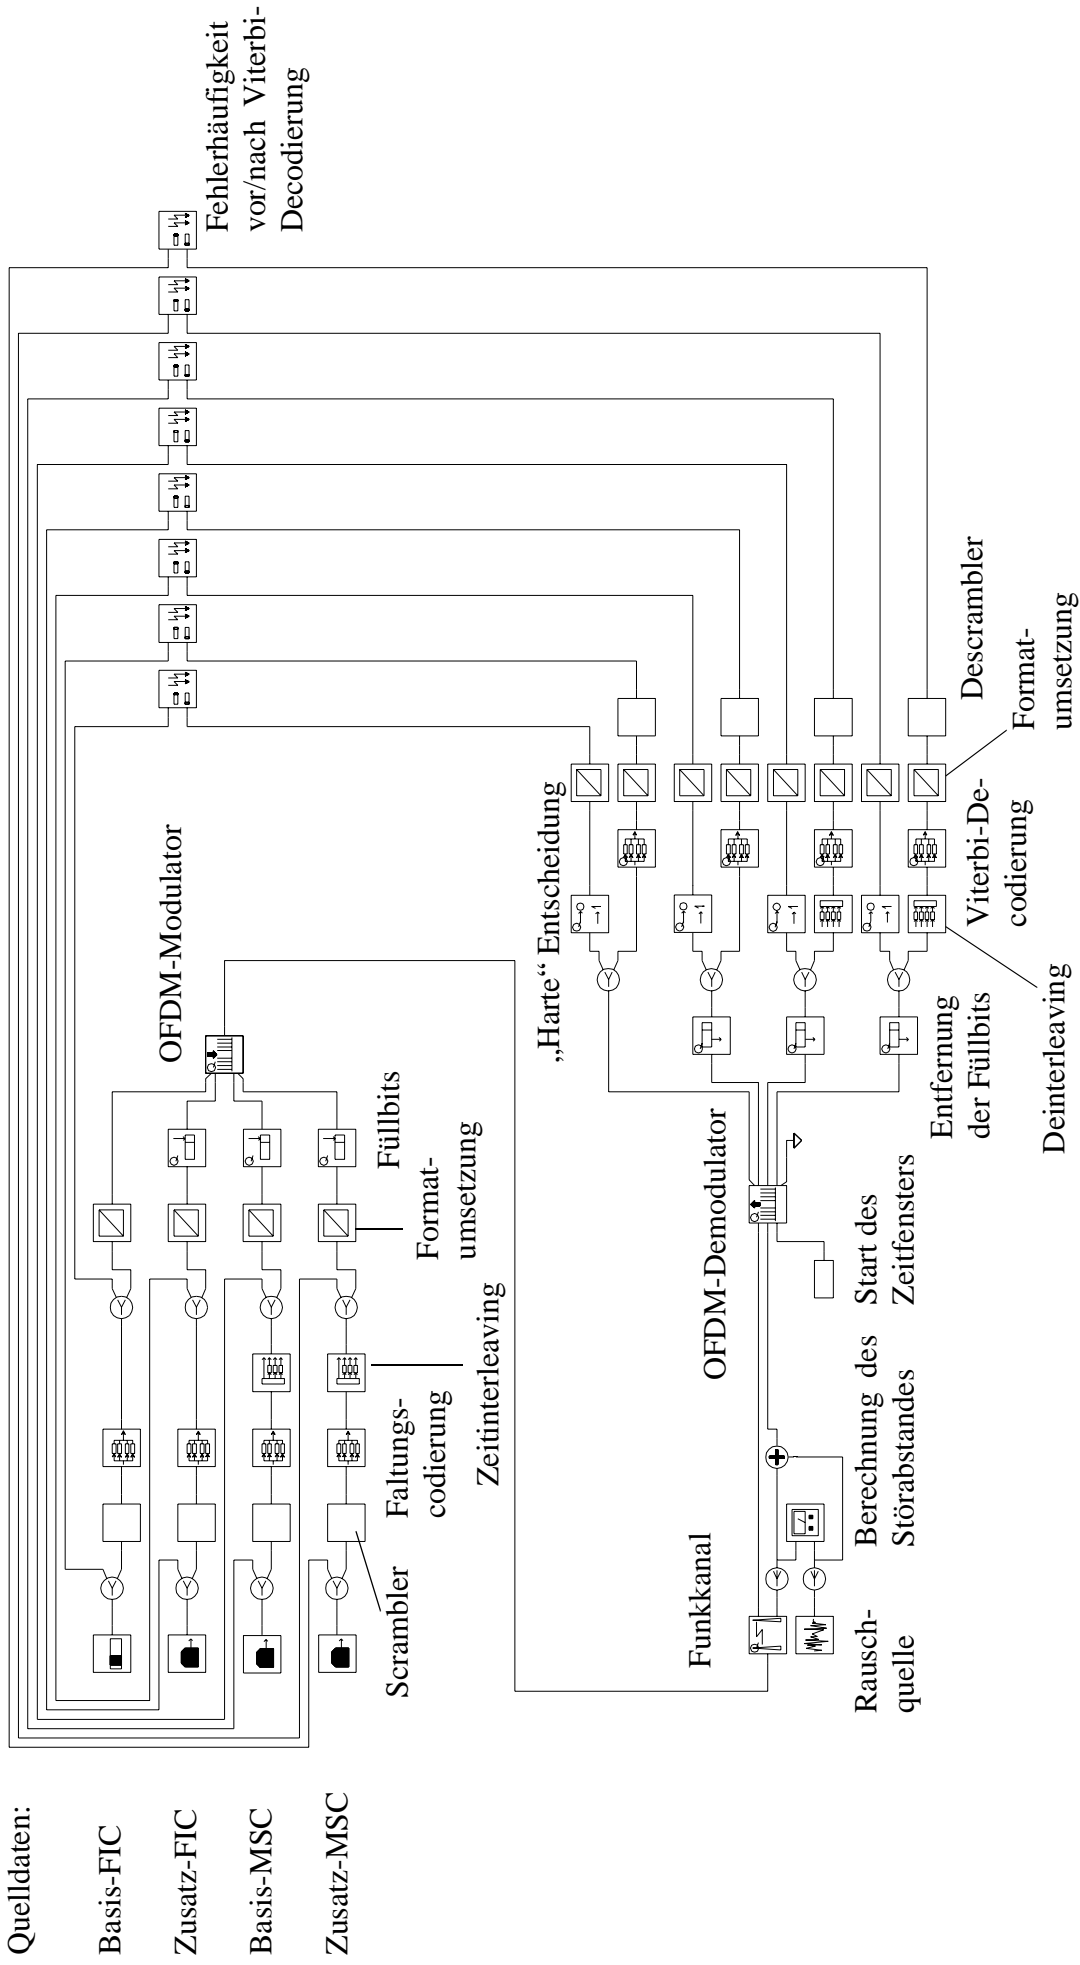 Quelldaten:
Basis-FIC
Zusatz-FIC
Basis-MSC
Zusatz-MSC
Scrambler
Faltungs-
codierung
Zeitinterleaving
Format-
umsetzung
Füllbits
OFDM-Modulator
Fehlerhäufigkeit
vor/nach Viterbi-
Decodierung
Funkkanal
Rausch-
quelle
Berechnung des
Störabstandes
Start des
Zeitfensters
OFDM-Demodulator
Entfernung
der Füllbits
Deinterleaving
„Harte“ Entscheidung
Viterbi-De-
codierung
Format-
umsetzung
Descrambler